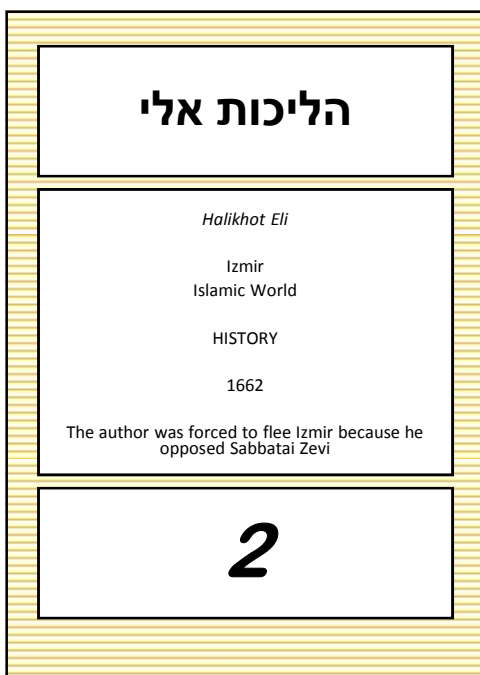 הליכות אלי
Halikhot Eli
Izmir
Islamic World
HISTORY
1662
The author was forced to flee Izmir because he
opposed Sabbatai Zevi
2